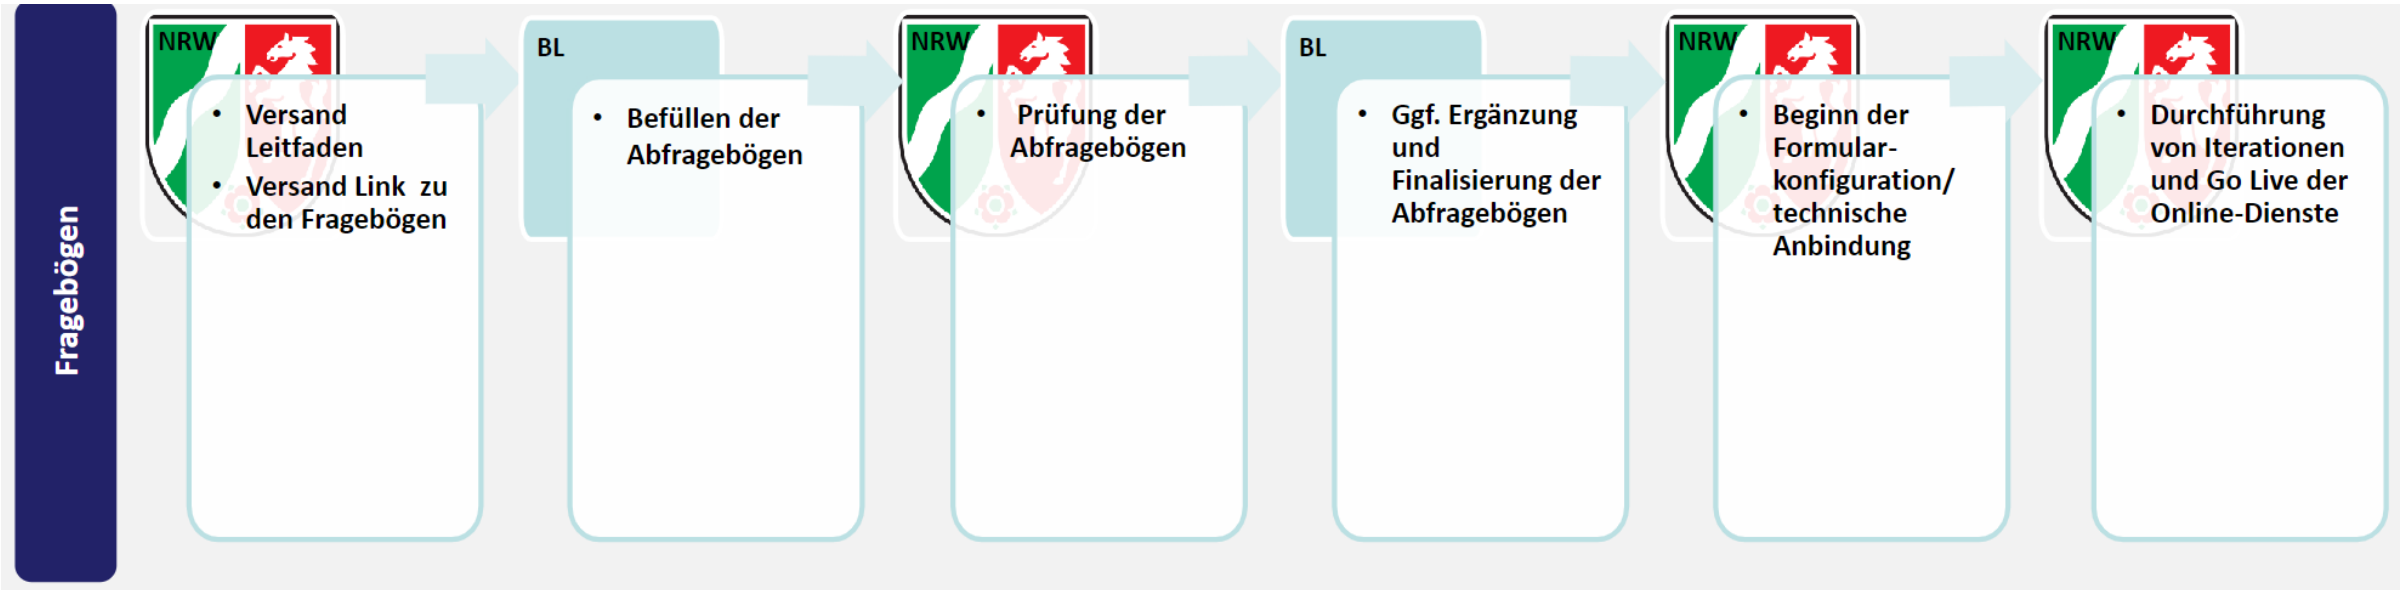 Fragebögen
NRW
• Versand
Leitfaden
• Versand Link zu
den Fragebögen
BL
• Befüllen der
Abfragebögen
NRW
• Prüfung der
Abfragebögen
BL
• Ggf. Ergänzung
und
Finalisierung der
Abfragebögen
NRW
• Beginn der
Formular-
konfiguration/
technische
Anbindung
NRW
• Durchführung
von Iterationen
und Go Live der
Online-Dienste